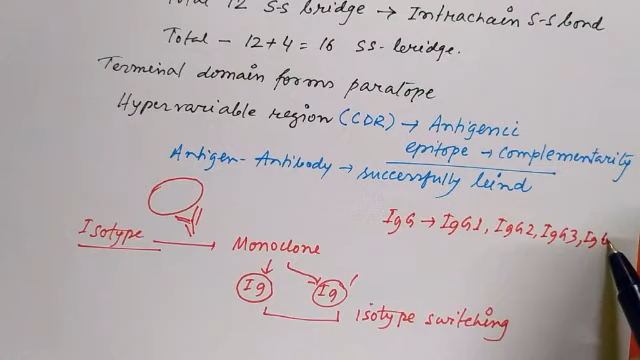 Total 12 S-S bridge → Intrachain S-S bond
Total - 12+4 = 16 SS-bridge.
Terminal domain forms paratope
Hypervariable region (CDR) → Antigenci
epitope → complementarity
Antigen-Antibody → successfully bind
IgG → IgG1, IgG2, IgG3, IgG
Isotype → Monoclone
Ig Ig'
isotype switching